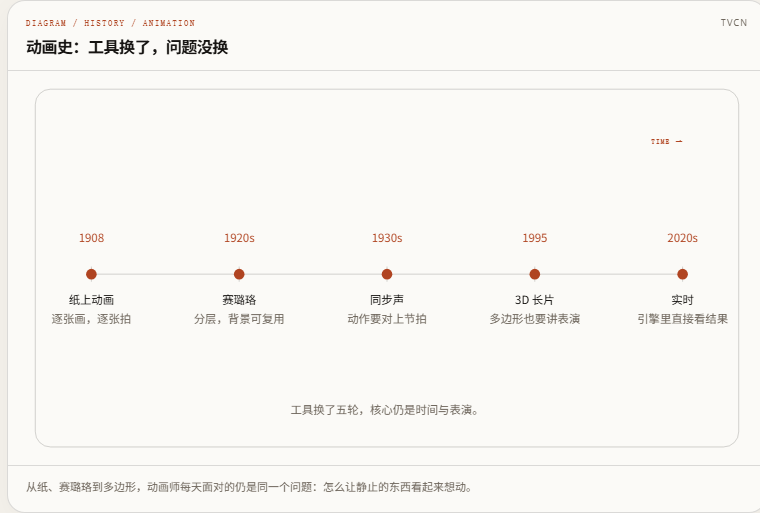 DIAGRAM / HISTORY / ANIMATION
TVCN
动画史：工具换了，问题没换
TIME →
1908
1920s
1930s
1995
2020s
纸上动画
赛璐珞
同步声
3D 长片
实时
逐张画，逐张拍
分层，背景可复用
动作要对上节拍
多边形也要讲表演
引擎里直接看结果
工具换了五轮，核心仍是时间与表演。
从纸、赛璐珞到多边形，动画师每天面对的仍是同一个问题：怎么让静止的东西看起来想动。